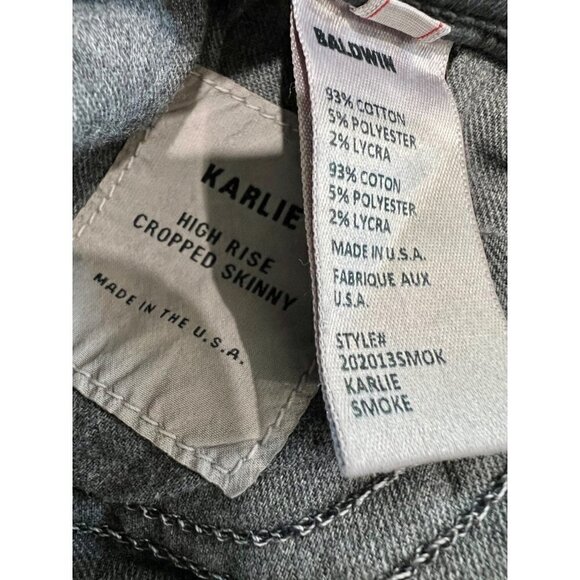 KARLIE
HIGH RISE
CROPPED SKINNY
MADE IN THE U.S.A.
BALDWIN
93% COTTON
5% POLYESTER
2% LYCRA
93% COTON
5% POLYESTER
2% LYCRA
MADE IN U.S.A.
FABRIQUE AUX
U.S.A.
STYLE#
202013SMOK
KARLIE
SMOKE